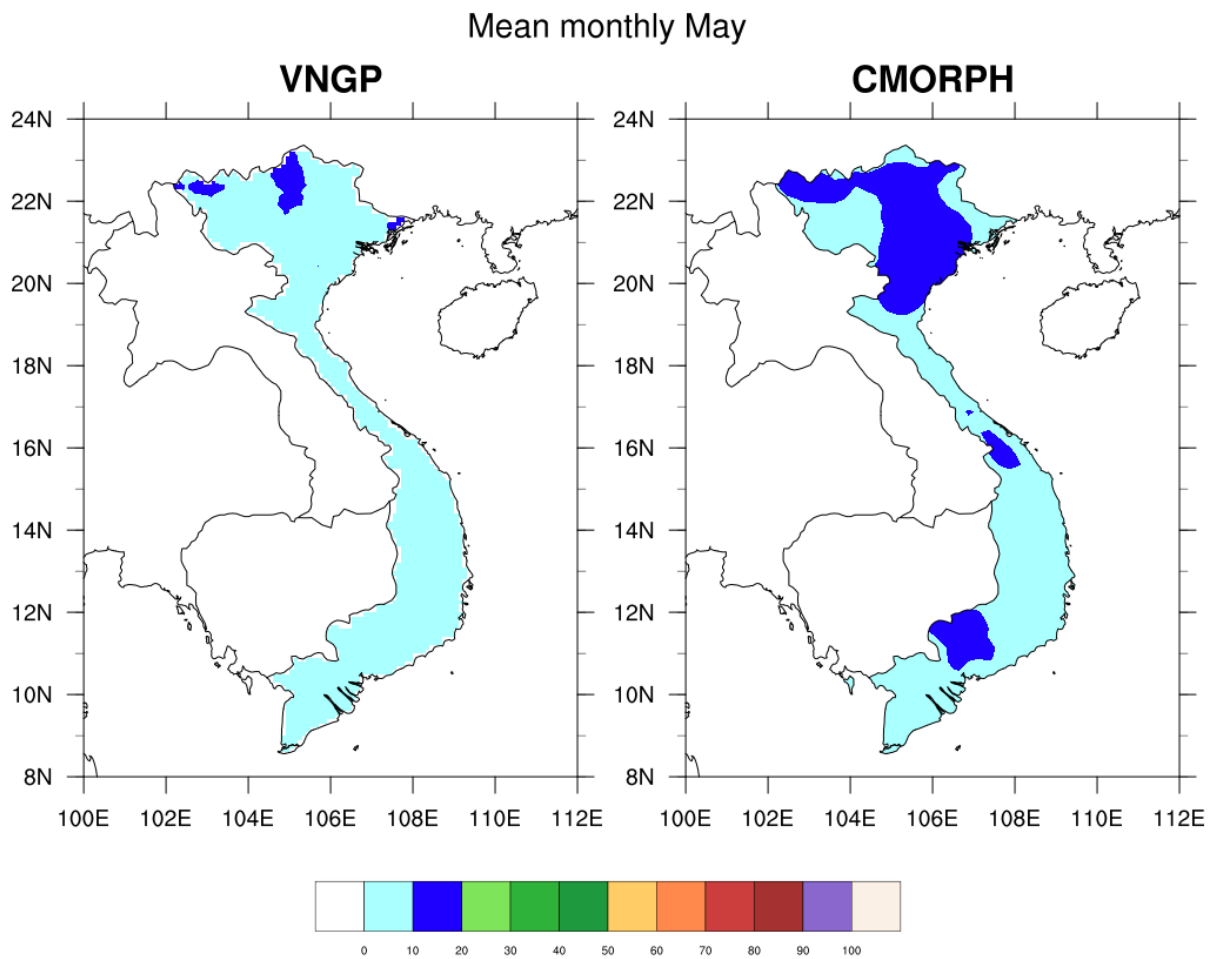 Mean monthly May
VNGP CMORPH
24N 24N
22N 22N
20N 20N
18N 18N
16N 16N
14N 14N
12N 12N
10N 10N
8N 8N
100E 102E 104E 106E 108E 110E 112E 100E 102E 104E 106E 108E 110E 112E
0 10 20 30 40 50 60 70 80 90 100